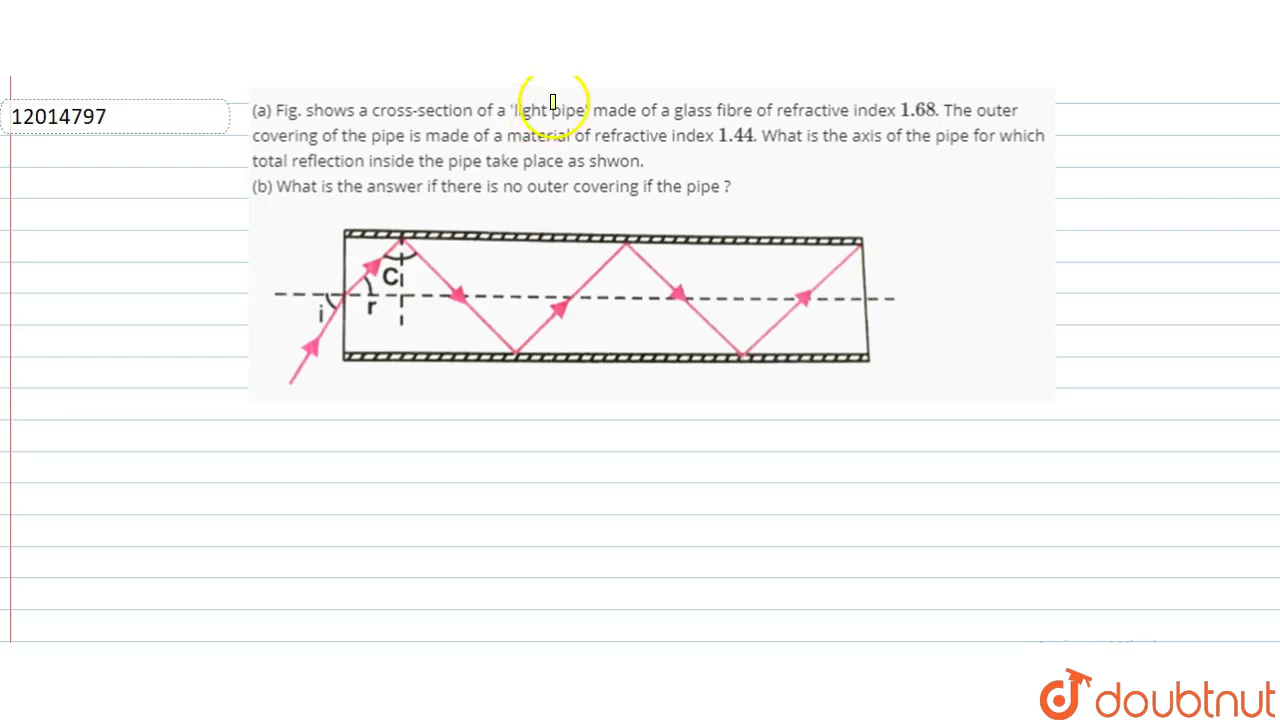 12014797
(a) Fig. shows a cross-section of a 'light pipe' made of a glass fibre of refractive index 1.68. The outer
covering of the pipe is made of a material of refractive index 1.44. What is the axis of the pipe for which
total reflection inside the pipe take place as shwon.
(b) What is the answer if there is no outer covering if the pipe ?
C
i
i
r
doubtnut